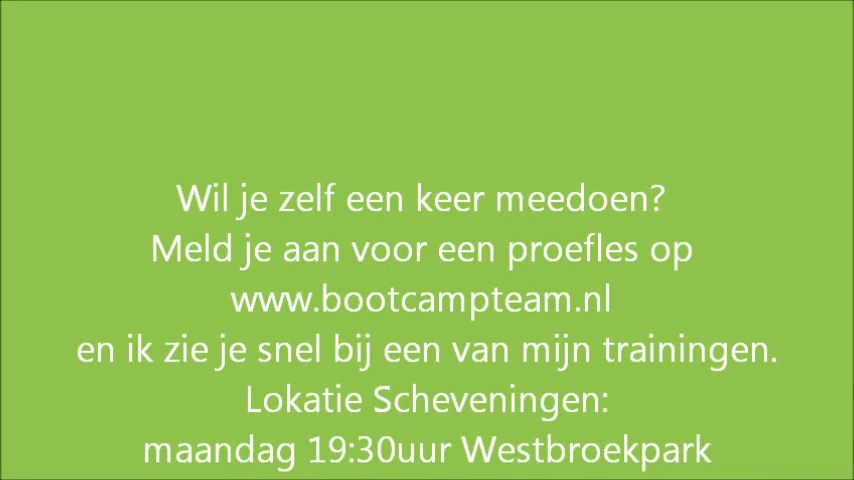 Wil je zelf een keer meedoen?
Meld je aan voor een proefles op
www.bootcampteam.nl
en ik zie je snel bij een van mijn trainingen.
Lokatie Scheveningen:
maandag 19:30uur Westbroekpark